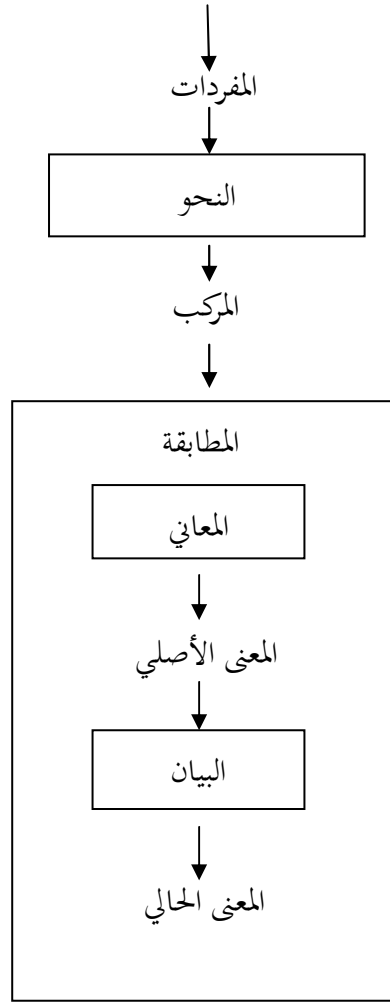 المفردات
النحو
المركب
المطابقة
المعاني
المعنى الأصلي
البيان
المعنى الحالي